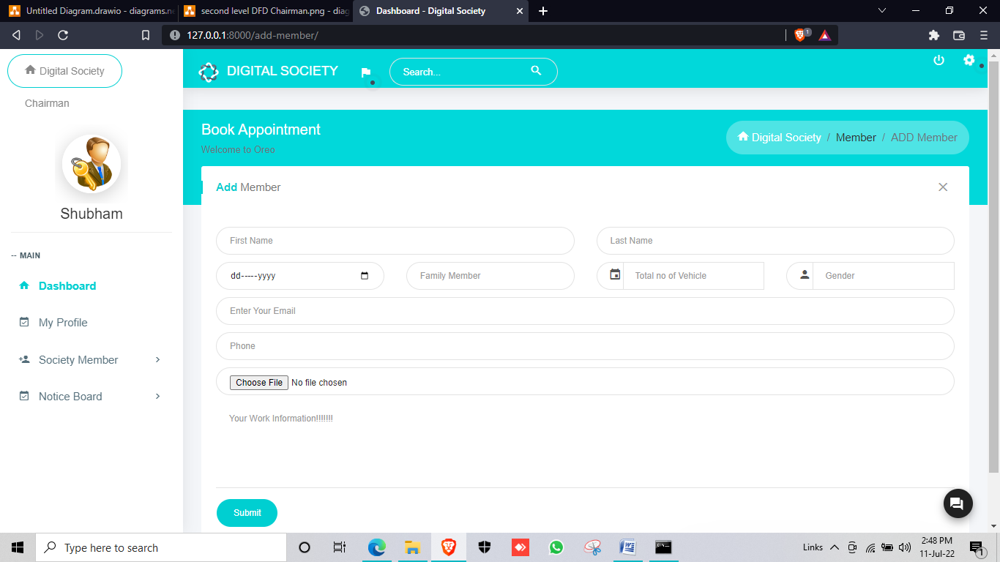 Untitled Diagram.drawio - diagrams.ne
second level DFD Chairman.png - diag
Dashboard - Digital Society
127.0.0.1:8000/add-member/
1
Digital Society
Chairman
Shubham
-- MAIN
Dashboard
My Profile
Society Member
Notice Board
DIGITAL SOCIETY
Search...
Book Appointment
Welcome to Oreo
Digital Society / Member / ADD Member
Add Member
First Name
Last Name
dd-----yyyy
Family Member
Total no of Vehicle
Gender
Enter Your Email
Phone
Choose File No file chosen
Your Work Information!!!!!!!
Submit
Type here to search
Links
2:48 PM
11-Jul-22
1